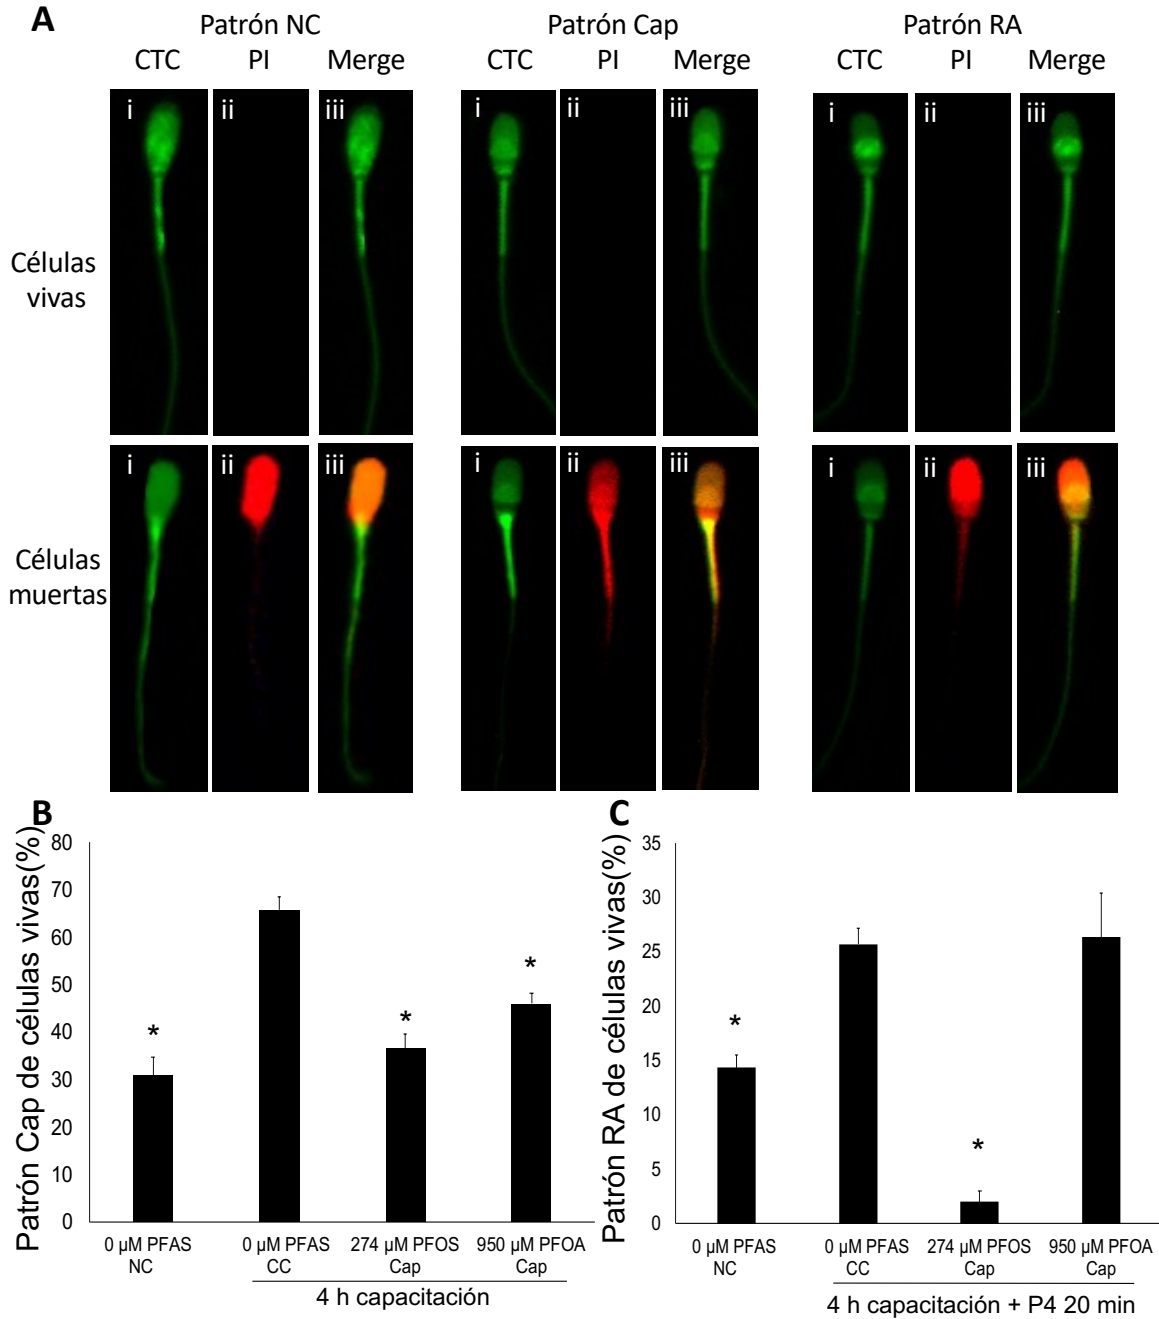 A
Patrón NC Patrón Cap Patrón RA
CTC PI Merge CTC PI Merge CTC PI Merge
i ii iii i ii iii i ii iii
Células
vivas
i ii iii i ii iii i ii iii
Células
muertas
B
Patrón Cap de células vivas(%)
80
70
60
50
40
30
20
10
0
* * *
0 µM PFAS 0 µM PFAS 274 µM PFOS 950 µM PFOA
NC CC Cap Cap
4 h capacitación
C
Patrón RA de células vivas(%)
35
30
25
20
15
10
5
0
* *
0 µM PFAS 0 µM PFAS 274 µM PFOS 950 µM PFOA
NC CC Cap Cap
4 h capacitación + P4 20 min